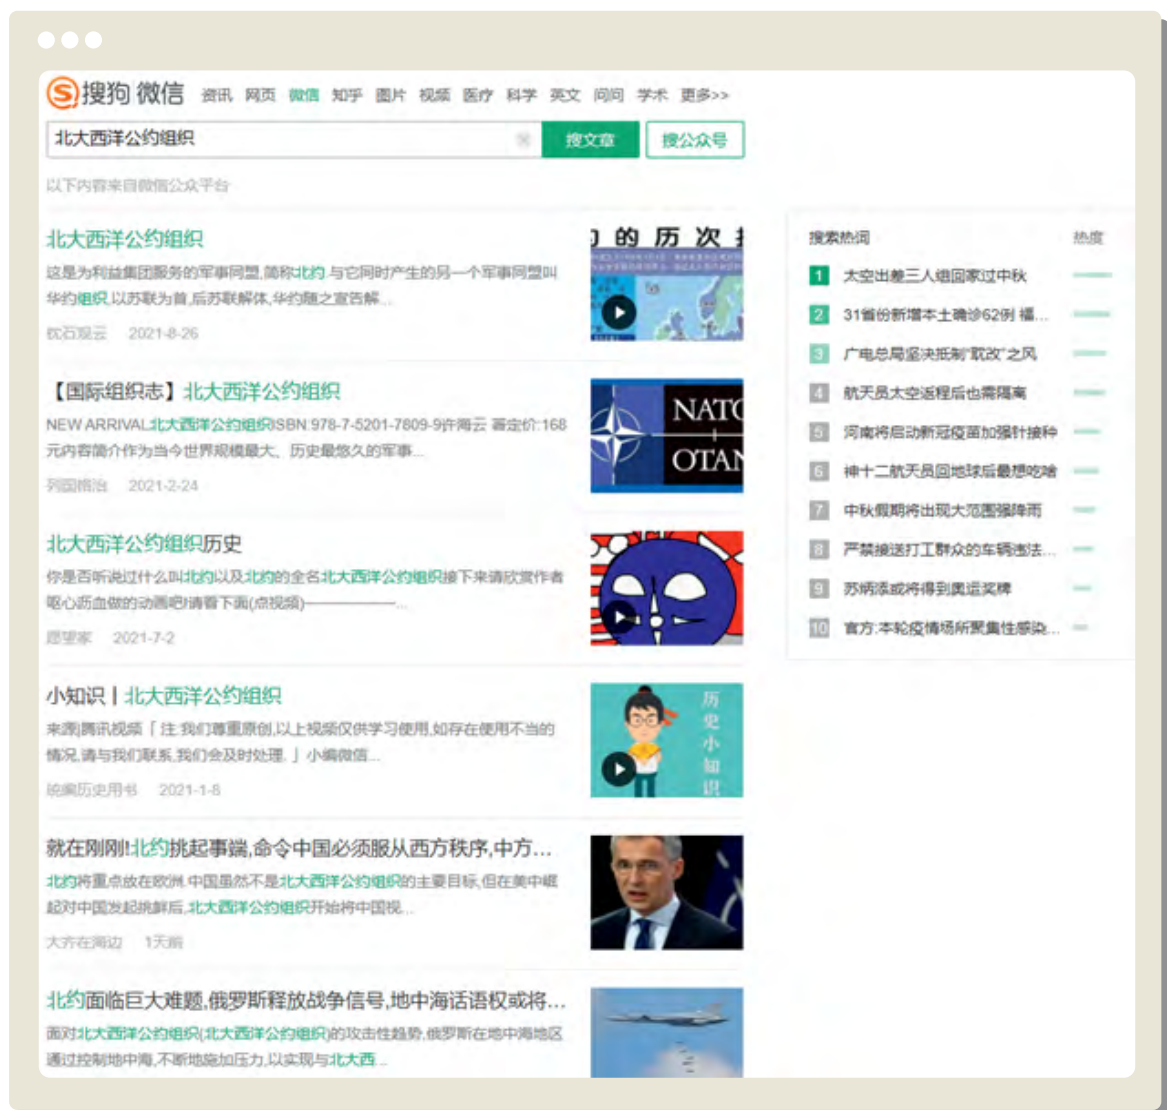 搜狗 微信 资讯 网页 微信 知乎 图片 视频 医疗 科学 英文 问问 学术 更多>>
北大西洋公约组织 搜文章 搜公众号
以下内容来自微信公众平台
北大西洋公约组织
这是为利益集团服务的军事同盟,简称北约.与它同时产生的另一个军事同盟叫
华约组织,以苏联为首,后苏联解体,华约随之宣告解...
枕石观云 2021-8-26
的历次
【国际组织志】北大西洋公约组织
NEW ARRIVAL北大西洋公约组织ISBN:978-7-5201-7809-9许海云 著定价:168
元内容简介作为当今世界规模最大、历史最悠久的军事...
列国格治 2021-2-24
NATO
OTAN
北大西洋公约组织历史
你是否听说过什么叫北约以及北约的全名北大西洋公约组织接下来请欣赏作者
呕心沥血做的动画吧!请看下面(点视频)——————...
愿望家 2021-7-2
小知识丨北大西洋公约组织
来源|腾讯视频「 注:我们尊重原创,以上视频仅供学习使用,如存在使用不当的
情况,请与我们联系,我们会及时处理.」小编微信...
统编历史用书 2021-1-8
历史小知识
就在刚刚!北约挑起事端,命令中国必须服从西方秩序,中方...
北约将重点放在欧洲.中国虽然不是北大西洋公约组织的主要目标,但在美中崛
起对中国发起挑衅后,北大西洋公约组织开始将中国视...
大齐在海边 1天前
北约面临巨大难题,俄罗斯释放战争信号,地中海话语权或将...
面对北大西洋公约组织(北大西洋公约组织)的攻击性趋势,俄罗斯在地中海地区
通过控制地中海,不断地施加压力,以实现与北大西...
搜索热词 热度
1 太空出差三人组回家过中秋
2 31省份新增本土确诊62例 福...
3 广电总局坚决抵制"耽改"之风
4 航天员太空返程后也需隔离
5 河南将启动新冠疫苗加强针接种
6 神十二航天员回地球后最想吃啥
7 中秋假期将出现大范围强降雨
8 严禁接送打工群众的车辆违法...
9 苏炳添或将得到奥运奖牌
10 官方:本轮疫情场所聚集性感染...